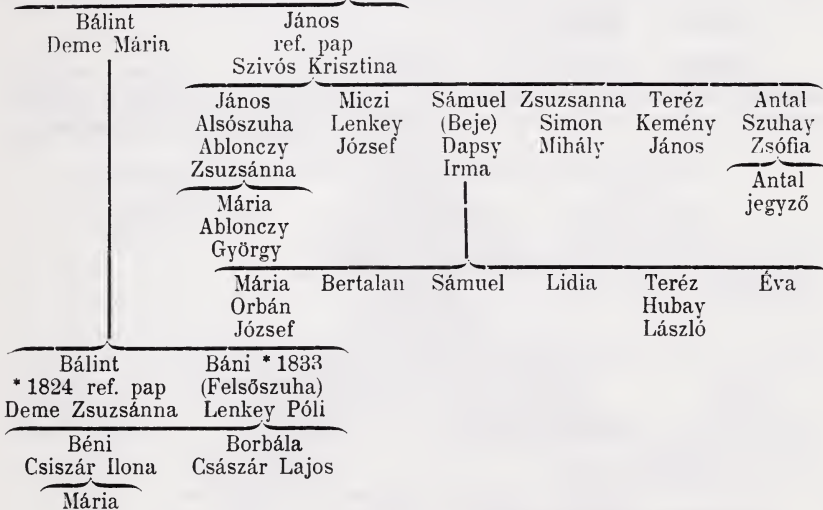 Bálint János
Deme Mária ref. pap
Szivós Krisztina
János Miczi Sámuel Zsuzsanna Teréz Antal
Alsószuha Lenkey (Beje) Simon Kemény Szuhay
Ablonczy József Dapsy Mihály János Zsófia
Zsuzsánna Irma
Antal
Mária jegyző
Ablonczy
György
Mária Bertalan Sámuel Lidia Teréz Éva
Orbán Hubay
József László
Bálint Báni * 1833
* 1824 ref. pap (Felsőszuha)
Deme Zsuzsánna Lenkey Póli
Béni Borbála
Csiszár Ilona Császár Lajos
Mária